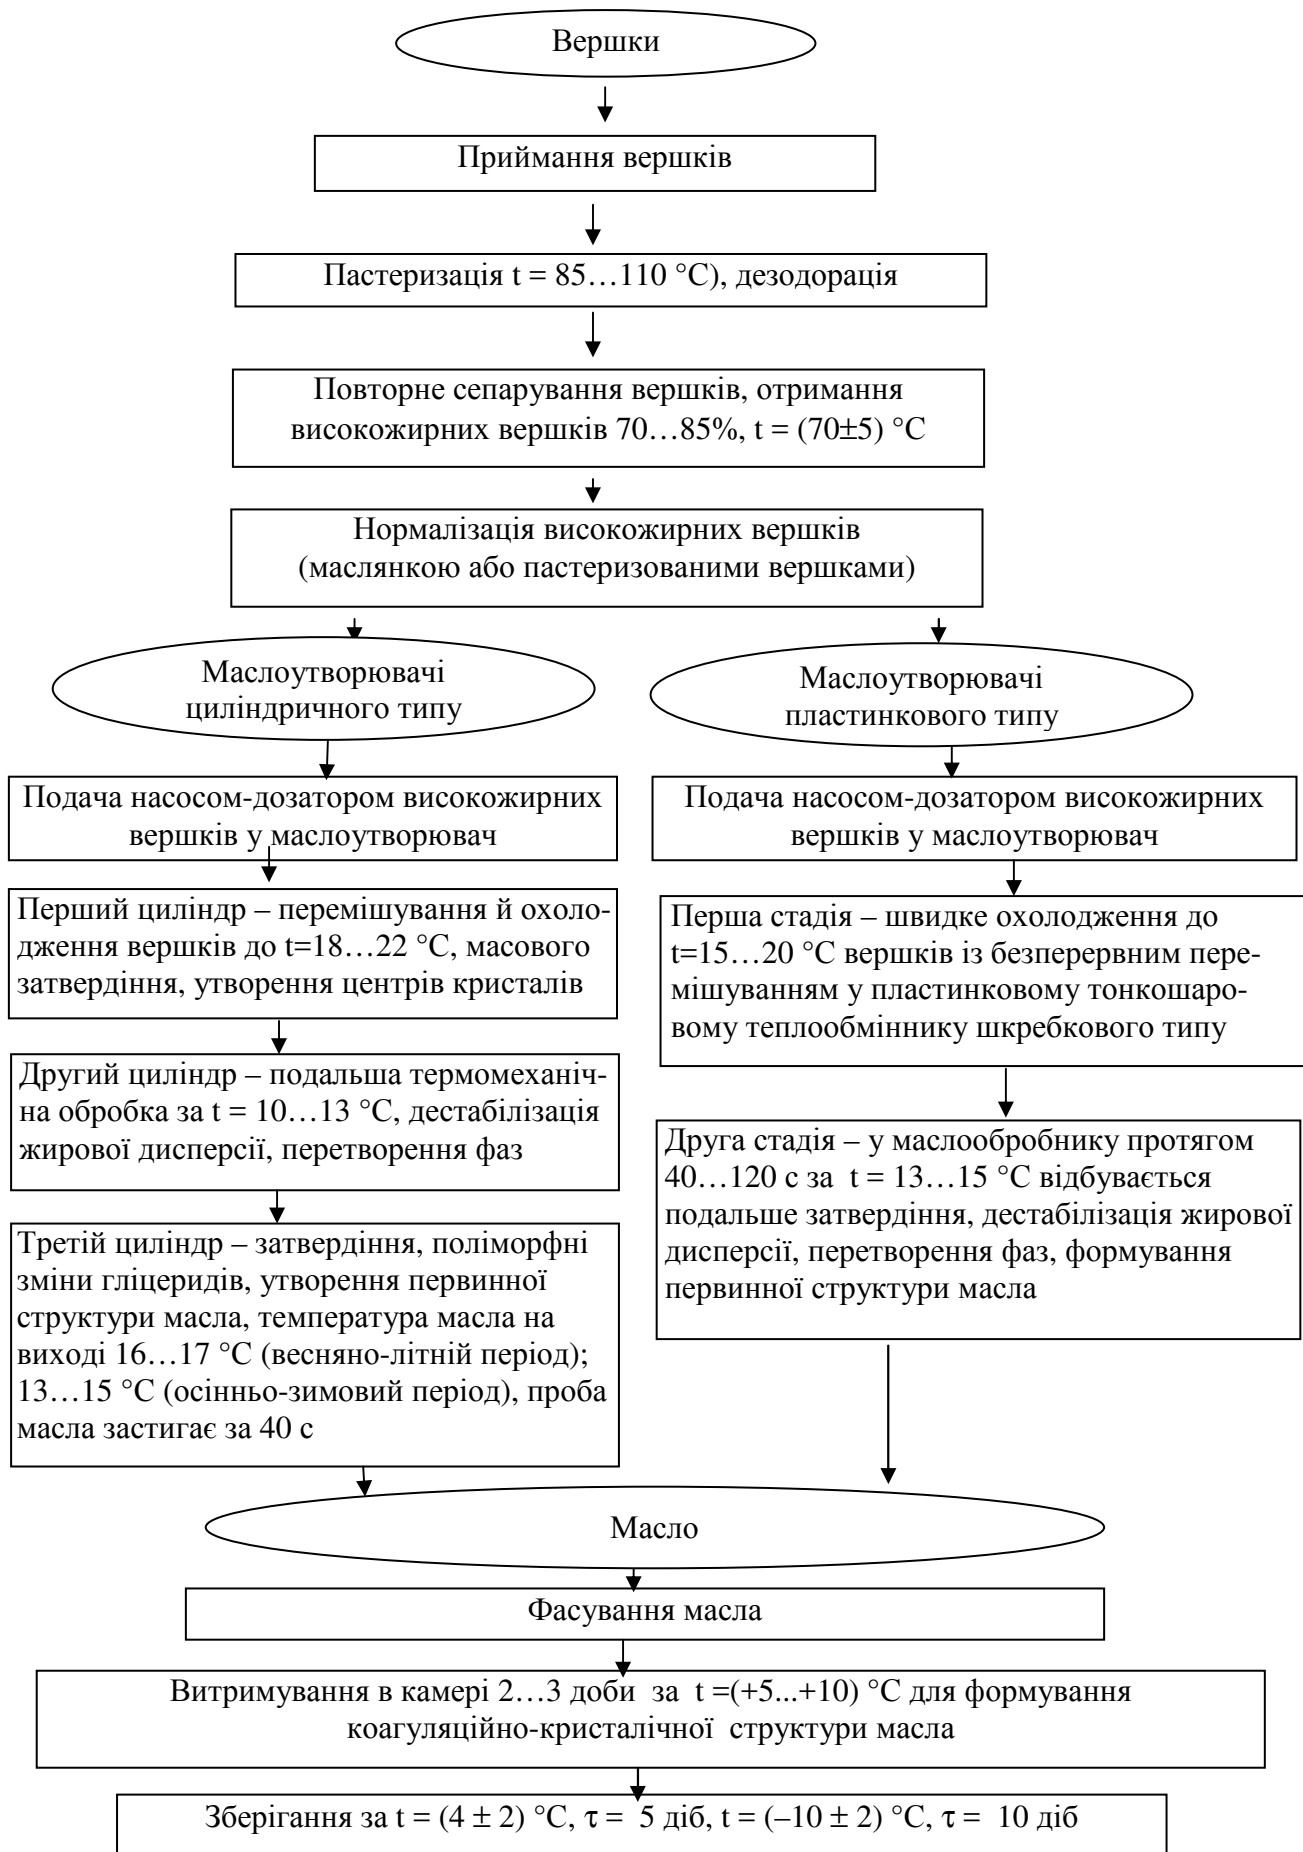 Вершки
Приймання вершків
Пастеризація t = 85…110 °С), дезодорація
Повторне сепарування вершків, отримання
високожирних вершків 70…85%, t = (70±5) °С
Нормалізація високожирних вершків
(маслянкою або пастеризованими вершками)
Маслоутворювачі
циліндричного типу
Маслоутворювачі
пластинкового типу
Подача насосом-дозатором високожирних
вершків у маслоутворювач
Подача насосом-дозатором високожирних
вершків у маслоутворювач
Перший циліндр – перемішування й охоло-
дження вершків до t=18…22 °С, масового
затвердіння, утворення центрів кристалів
Перша стадія – швидке охолодження до
t=15…20 °С вершків із безперервним пере-
мішуванням у пластинковому тонкошаро-
вому теплообміннику шкребкового типу
Другий циліндр – подальша термомеханіч-
на обробка за t = 10…13 °С, дестабілізація
жирової дисперсії, перетворення фаз
Друга стадія – у маслообробнику протягом
40…120 с за t = 13…15 °С відбувається
подальше затвердіння, дестабілізація жирової
дисперсії, перетворення фаз, формування
первинної структури масла
Третій циліндр – затвердіння, поліморфні
зміни гліцеридів, утворення первинної
структури масла, температура масла на
виході 16…17 °С (весняно-літній період);
13…15 °С (осінньо-зимовий період), проба
масла застигає за 40 с
Масло
Фасування масла
Витримування в камері 2…3 доби за t =(+5...+10) °С для формування
коагуляційно-кристалічної структури масла
Зберігання за t = (4 ± 2) °С, τ = 5 діб, t = (–10 ± 2) °С, τ = 10 діб